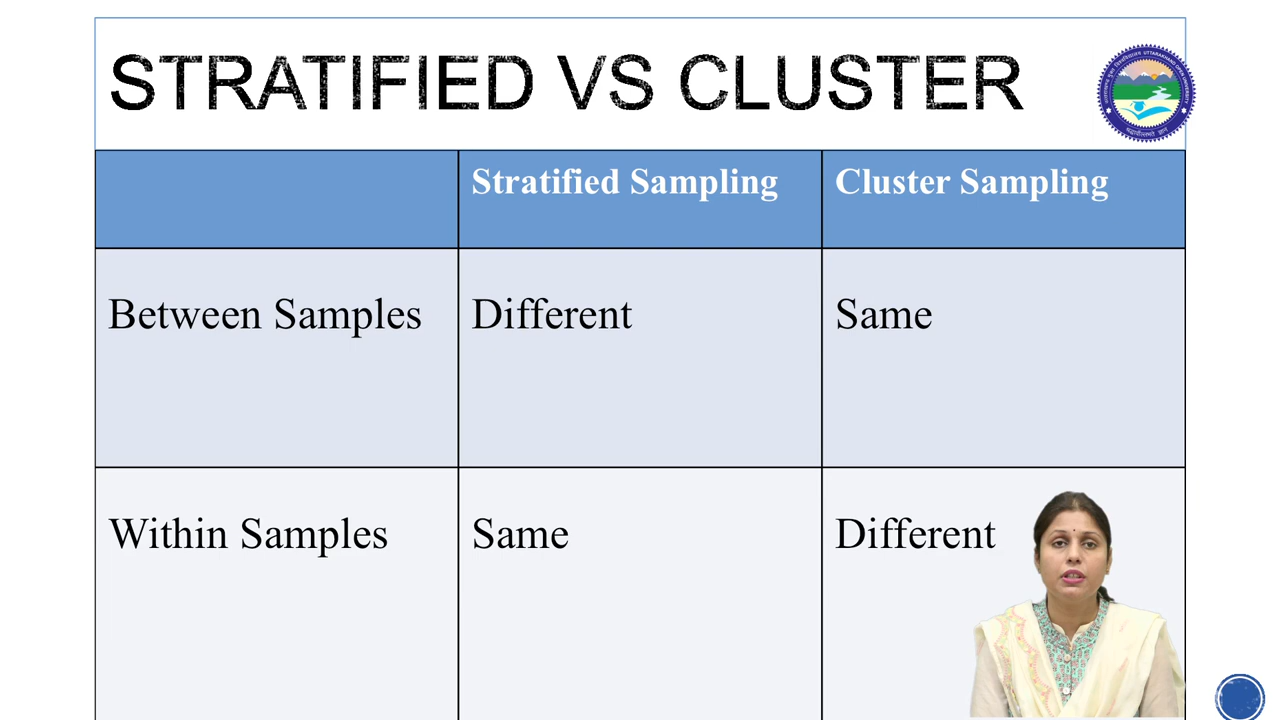 STRATIFIED VS CLUSTER
Stratified Sampling Cluster Sampling
Between Samples Different Same
Within Samples Same Different